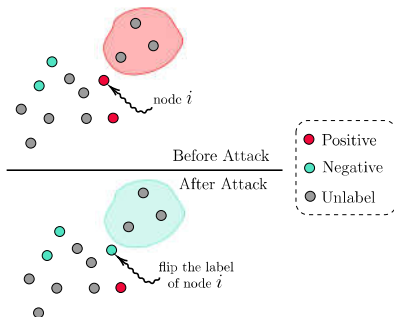 node i
Before Attack
After Attack
flip the label
of node i
Positive
Negative
Unlabel